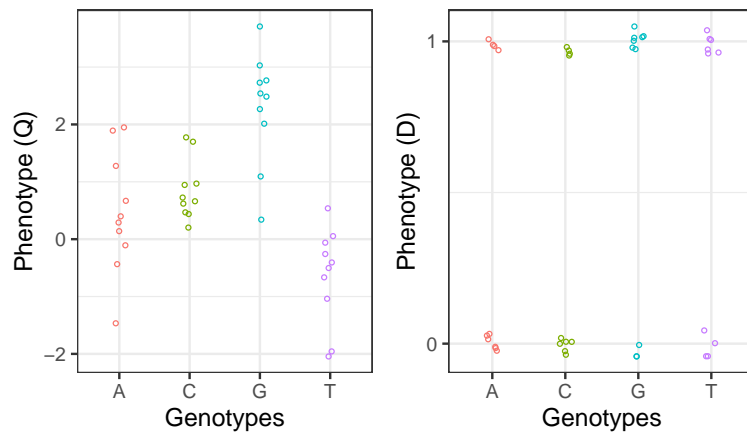 Phenotype (Q)
2
0
−2
A C G T
Genotypes
Phenotype (D)
1
0
A C G T
Genotypes